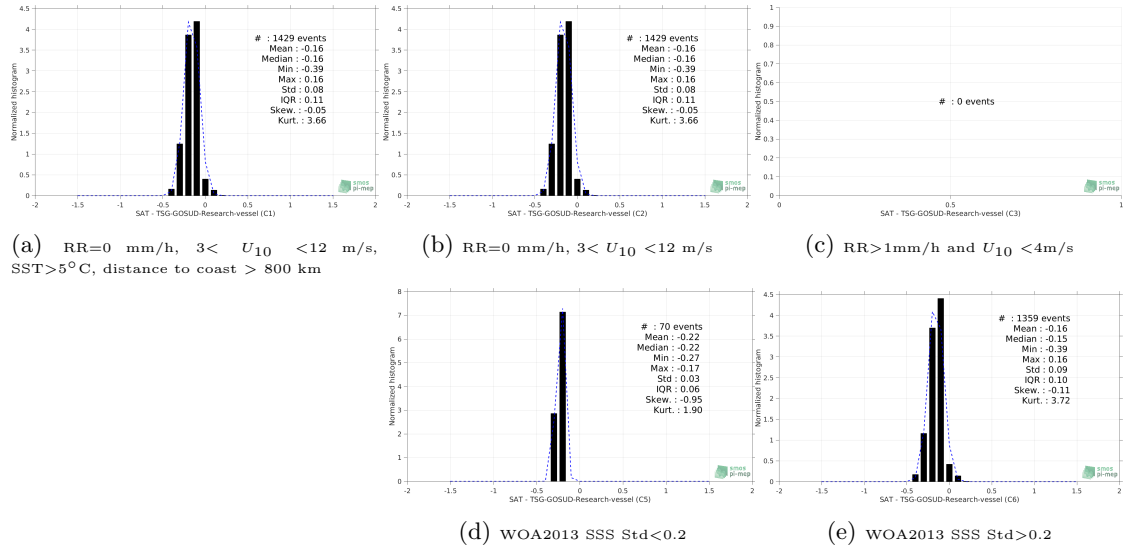 4.5
4
3.5
3
2.5
2
1.5
1
0.5
0
Normalized histogram
# : 1429 events
Mean : -0.16
Median : -0.16
Min : -0.39
Max : 0.16
Std : 0.08
IQR : 0.11
Skew. : -0.05
Kurt. : 3.66
smos
pi-mep
-2 -1.5 -1 -0.5 0 0.5 1 1.5 2
SAT - TSG-GOSUD-Research-vessel (C1)
(a) RR=0 mm/h, 3< U10 <12 m/s,
SST>5°C, distance to coast > 800 km
4.5
4
3.5
3
2.5
2
1.5
1
0.5
0
Normalized histogram
# : 1429 events
Mean : -0.16
Median : -0.16
Min : -0.39
Max : 0.16
Std : 0.08
IQR : 0.11
Skew. : -0.05
Kurt. : 3.66
smos
pi-mep
-2 -1.5 -1 -0.5 0 0.5 1 1.5 2
SAT - TSG-GOSUD-Research-vessel (C2)
(b) RR=0 mm/h, 3< U10 <12 m/s
1
0.9
0.8
0.7
0.6
0.5
0.4
0.3
0.2
0.1
0
Normalized histogram
# : 0 events
smos
pi-mep
0 0.5 1
SAT - TSG-GOSUD-Research-vessel (C3)
(c) RR>1mm/h and U10 <4m/s
8
7
6
5
4
3
2
1
0
Normalized histogram
# : 70 events
Mean : -0.22
Median : -0.22
Min : -0.27
Max : -0.17
Std : 0.03
IQR : 0.06
Skew. : -0.95
Kurt. : 1.90
smos
pi-mep
-2 -1.5 -1 -0.5 0 0.5 1 1.5 2
SAT - TSG-GOSUD-Research-vessel (C5)
(d) WOA2013 SSS Std<0.2
4.5
4
3.5
3
2.5
2
1.5
1
0.5
0
Normalized histogram
# : 1359 events
Mean : -0.16
Median : -0.15
Min : -0.39
Max : 0.16
Std : 0.09
IQR : 0.10
Skew. : -0.11
Kurt. : 3.72
smos
pi-mep
-2 -1.5 -1 -0.5 0 0.5 1 1.5 2
SAT - TSG-GOSUD-Research-vessel (C6)
(e) WOA2013 SSS Std>0.2